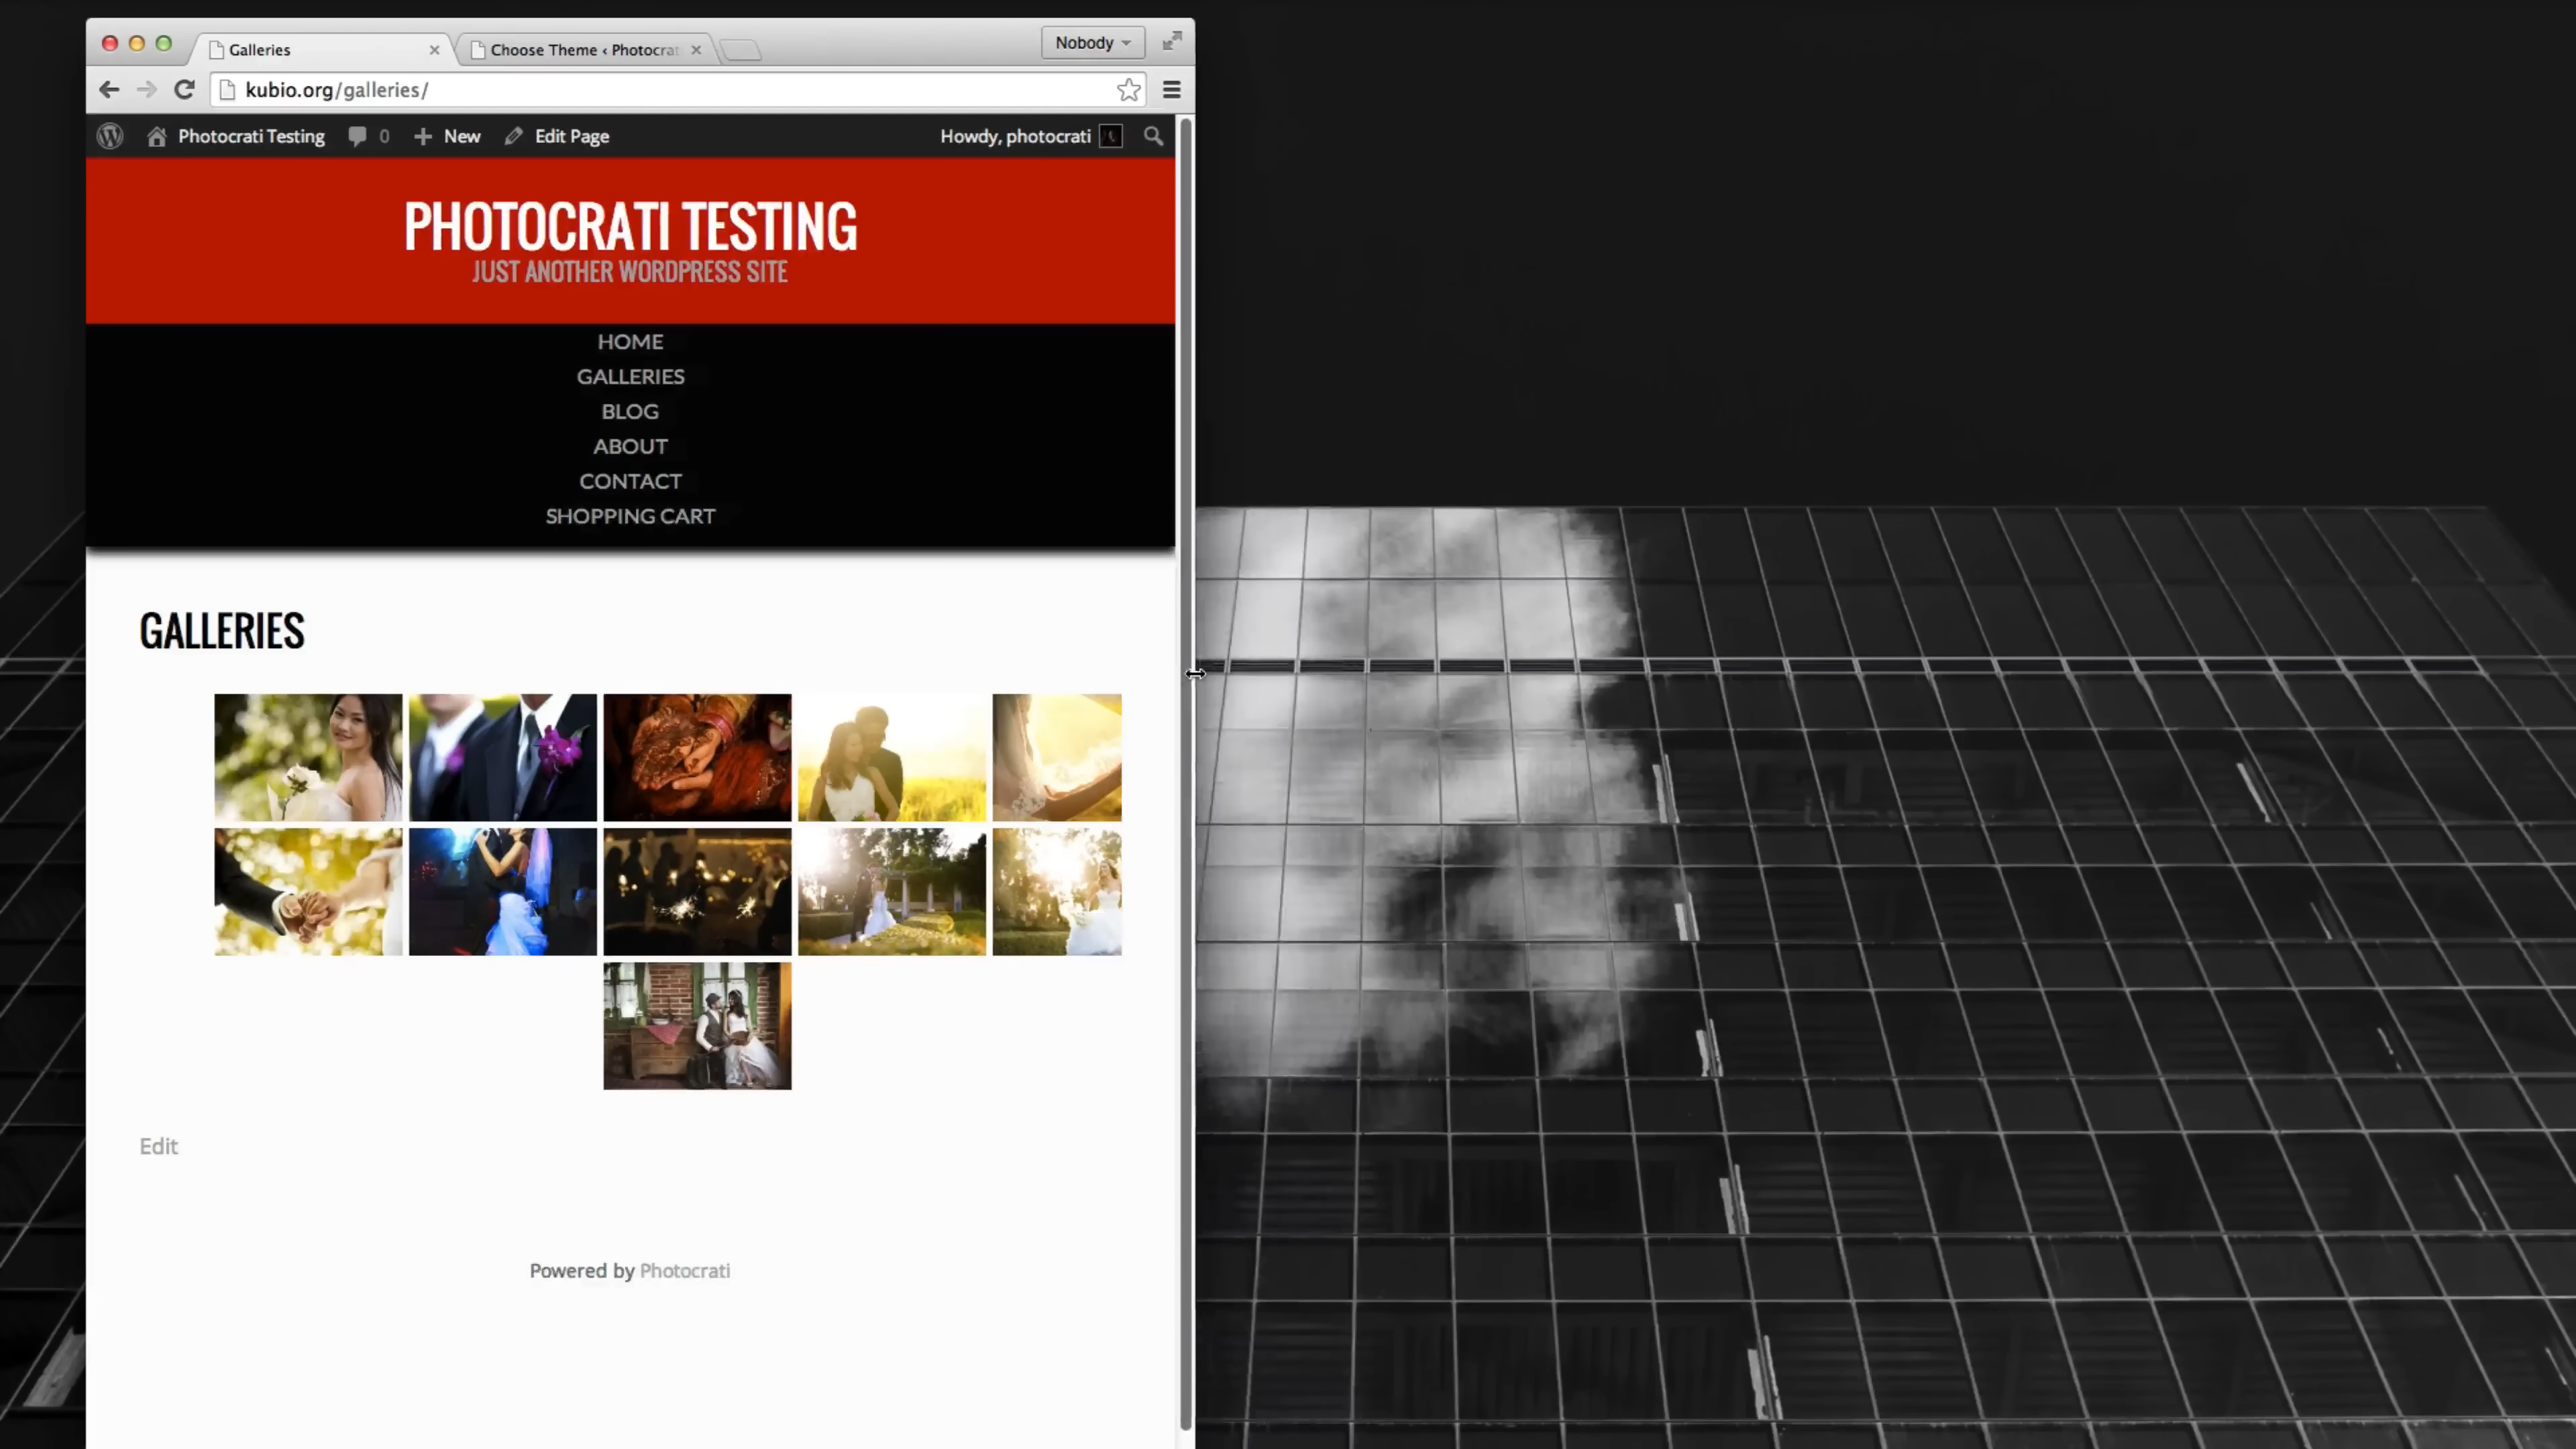 Galleries
Choose Theme ‹ Photocrat
Nobody
kubio.org/galleries/
Photocrati Testing 0 New Edit Page Howdy, photocrati
PHOTOCRATI TESTING
JUST ANOTHER WORDPRESS SITE
HOME
GALLERIES
BLOG
ABOUT
CONTACT
SHOPPING CART
GALLERIES
Edit
Powered by Photocrati